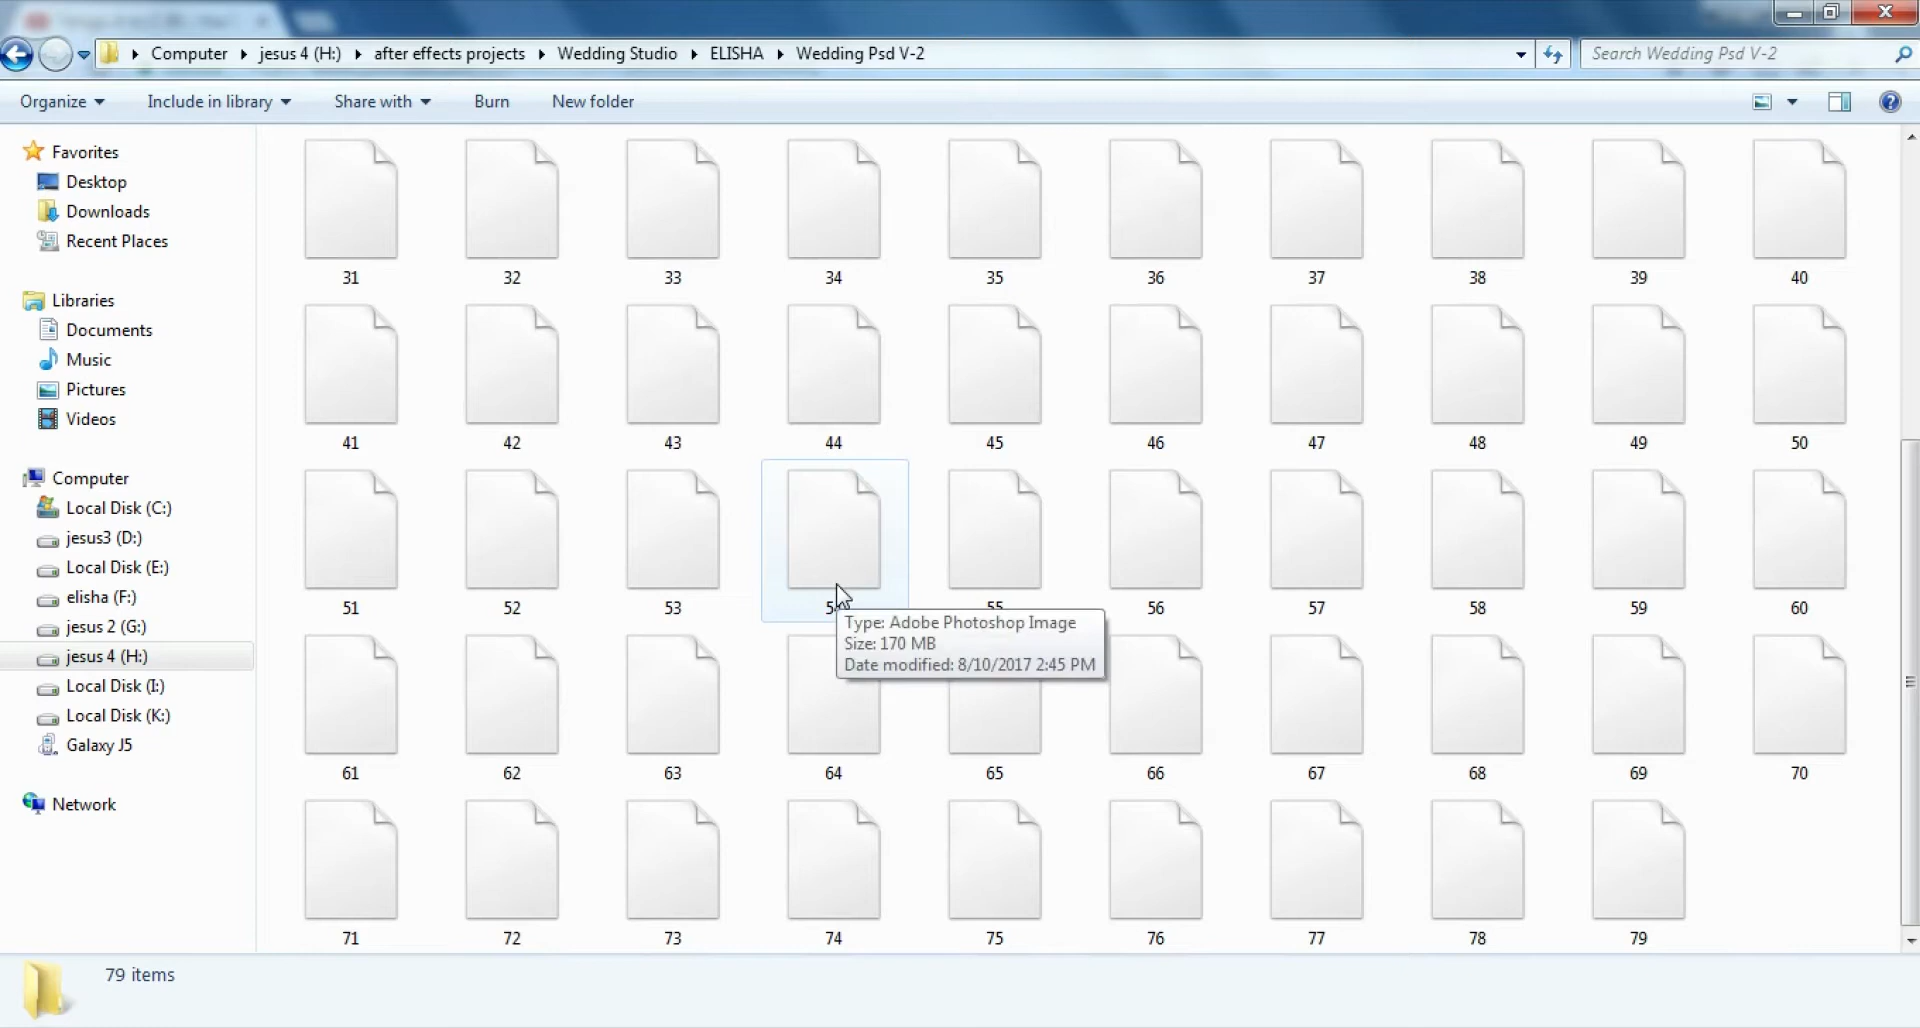 Computer jesus 4 (H:) after effects projects Wedding Studio ELISHA Wedding Psd V-2
Search Wedding Psd V-2
Organize Include in library Share with Burn New folder
Favorites
Desktop
Downloads
Recent Places
Libraries
Documents
Music
Pictures
Videos
Computer
Local Disk (C:)
jesus3 (D:)
Local Disk (E:)
elisha (F:)
jesus 2 (G:)
jesus 4 (H:)
Local Disk (I:)
Local Disk (K:)
Galaxy J5
Network
31 32 33 34 35 36 37 38 39 40
41 42 43 44 45 46 47 48 49 50
51 52 53 55 56 57 58 59 60
Type: Adobe Photoshop Image
Size: 170 MB
Date modified: 8/10/2017 2:45 PM
61 62 63 64 65 66 67 68 69 70
71 72 73 74 75 76 77 78 79
79 items